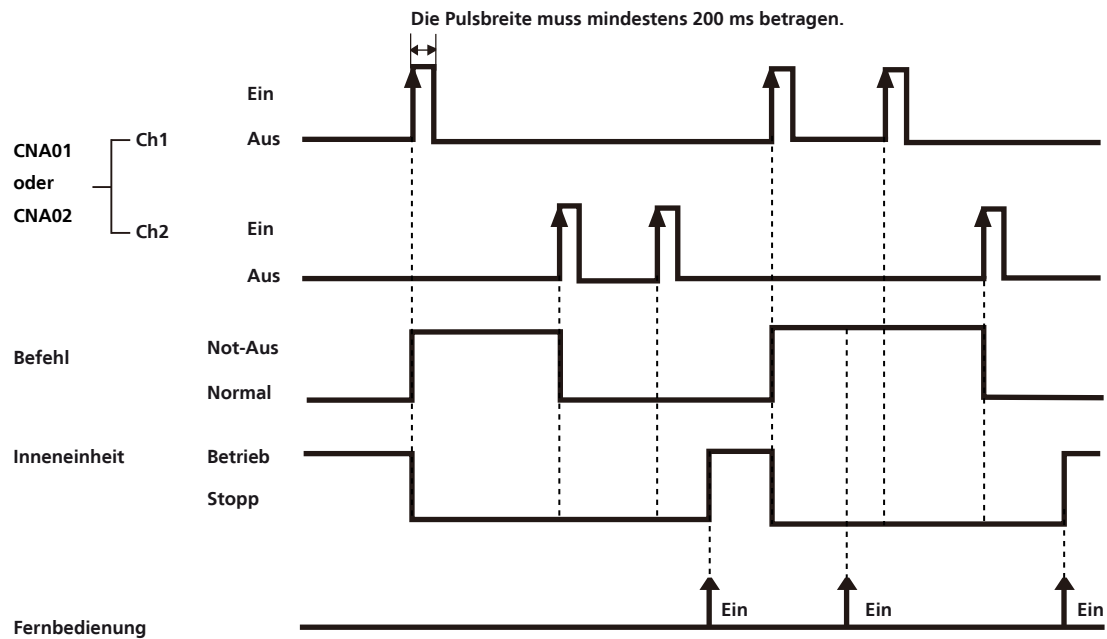 Die Pulsbreite muss mindestens 200 ms betragen.
Ein
CNA01
oder
CNA02
Ch1
Aus
Ch2
Ein
Aus
Befehl
Not-Aus
Normal
Inneneinheit
Betrieb
Stopp
Ein
Ein
Ein
Fernbedienung